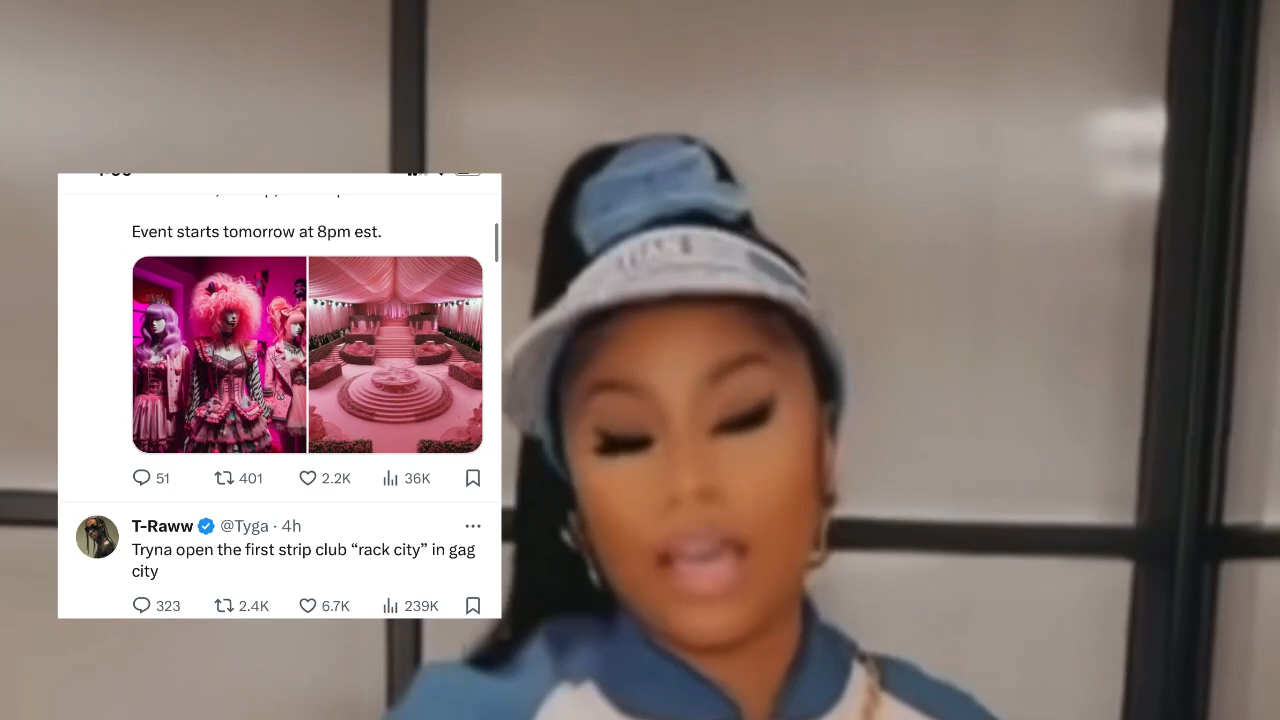 Event starts tomorrow at 8pm est.
51
401
2.2K
36K
T-Raww @Tyga · 4h
Tryna open the first strip club “rack city” in gag
city
323
2.4K
6.7K
239K